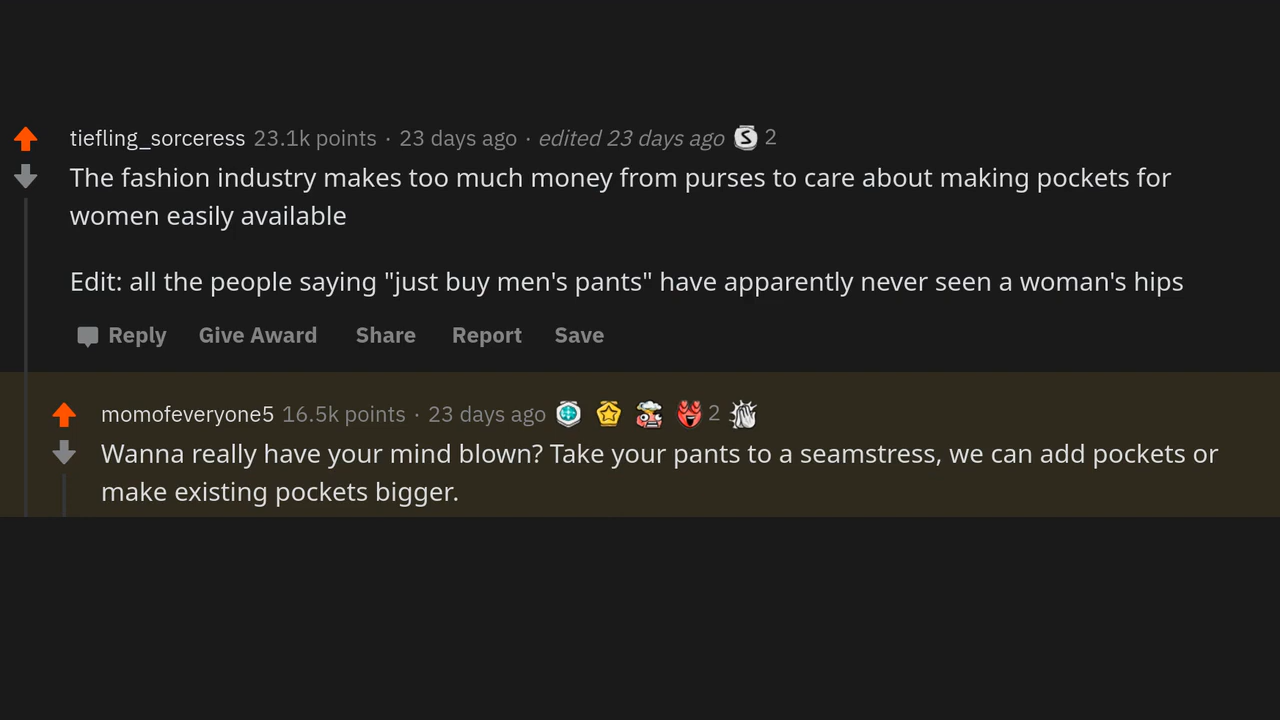 tiefling_sorceress 23.1k points · 23 days ago · edited 23 days ago S 2
The fashion industry makes too much money from purses to care about making pockets for
women easily available
Edit: all the people saying "just buy men's pants" have apparently never seen a woman's hips
Reply Give Award Share Report Save
momofeveryone5 16.5k points · 23 days ago 2
Wanna really have your mind blown? Take your pants to a seamstress, we can add pockets or
make existing pockets bigger.